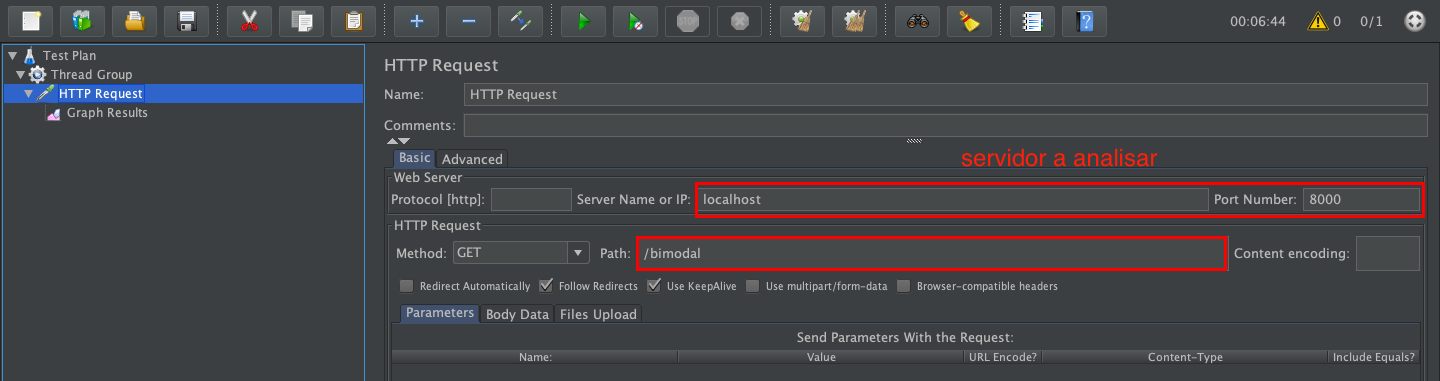 STOP
00:06:44
0
0/1
?
Test Plan
Thread Group
HTTP Request
Graph Results
HTTP Request
Name: HTTP Request
Comments:
servidor a analisar
Basic Advanced
Web Server
Protocol [http]: Server Name or IP: localhost Port Number: 8000
HTTP Request
Method: GET Path: /bimodal Content encoding:
Redirect Automatically Follow Redirects Use KeepAlive Use multipart/form-data Browser-compatible headers
Parameters Body Data Files Upload
Send Parameters With the Request:
Name: Value URL Encode? Content-Type Include Equals?